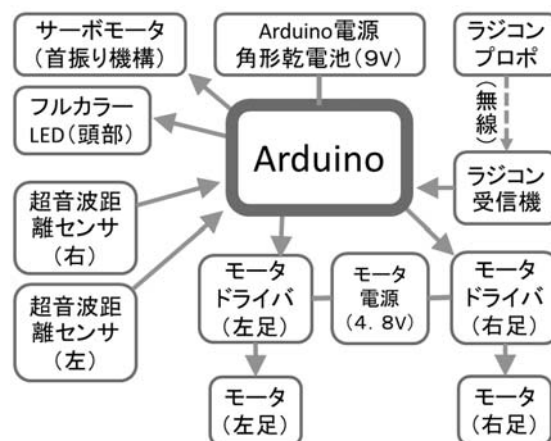 サーボモータ
(首振り機構)
Arduino電源
角形乾電池(9V)
ラジコン
プロポ
フルカラー
LED(頭部)
(無線)
Arduino
ラジコン
受信機
超音波距
離センサ
(右)
超音波距
離センサ
(左)
モータ
ドライバ
(左足)
モータ
電源
(4.8V)
モータ
ドライバ
(右足)
モータ
(左足)
モータ
(右足)